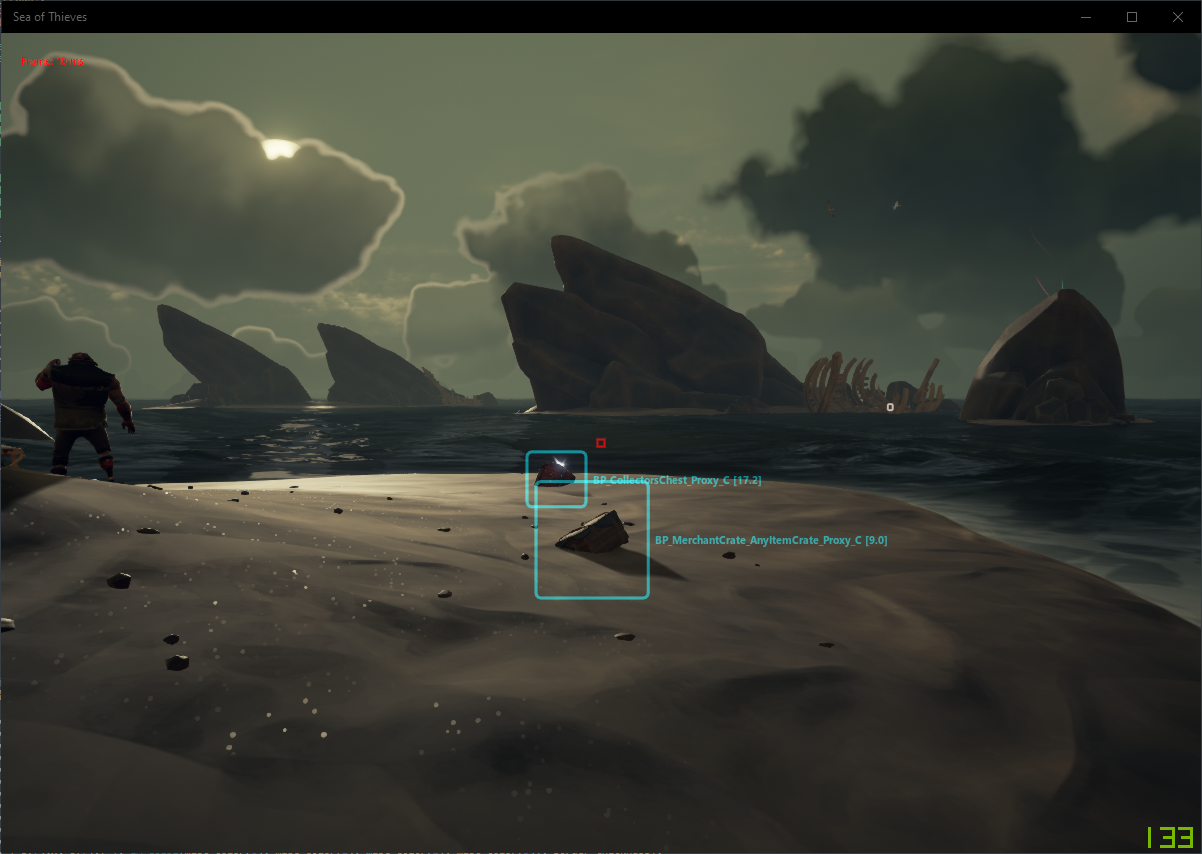 Sea of Thieves
BP_CollectorsChest_Proxy_C [17.2]
BP_MerchantCrate_AnyItemCrate_Proxy_C [9.0]
133